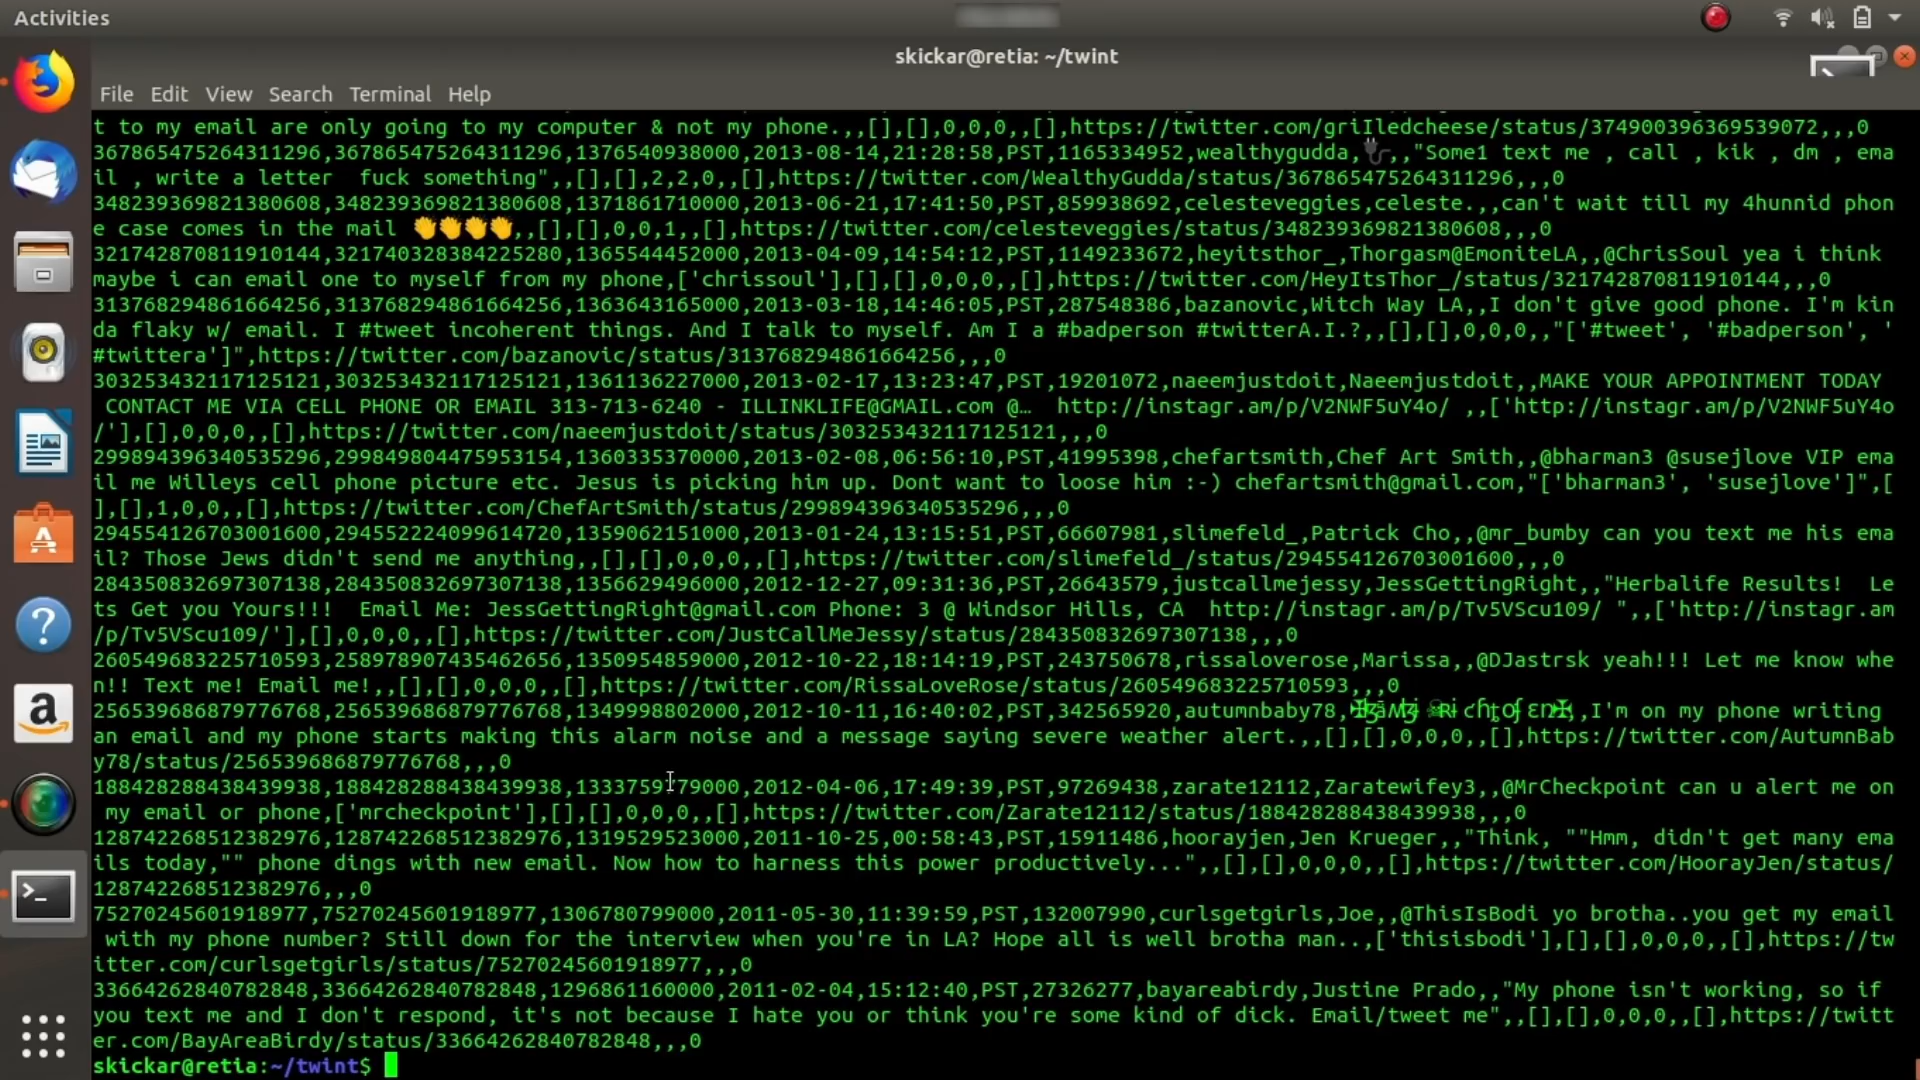 Activities
skickar@retia: ~/twint
File Edit View Search Terminal Help
t to my email are only going to my computer & not my phone.,,[],[],0,0,0,,[],https://twitter.com/griIledcheese/status/374900396369539072,,,0
367865475264311296,367865475264311296,1376540938000,2013-08-14,21:28:58,PST,1165334952,wealthygudda,🔌,,"Some1 text me , call , kik , dm , ema
il , write a letter  fuck something",,[],[],2,2,0,,[],https://twitter.com/WealthyGudda/status/367865475264311296,,,0
348239369821380608,348239369821380608,1371861710000,2013-06-21,17:41:50,PST,859938692,celesteveggies,celeste.,,can't wait till my 4hunnid phon
e case comes in the mail 👏👏👏👏,,[],[],0,0,1,,[],https://twitter.com/celesteveggies/status/348239369821380608,,,0
321742870811910144,321740328384225280,1365544452000,2013-04-09,14:54:12,PST,1149233672,heyitsthor_,Thorgasm@EmoniteLA,,@ChrisSoul yea i think
maybe i can email one to myself from my phone,['chrissoul'],[],[],0,0,0,,[],https://twitter.com/HeyItsThor_/status/321742870811910144,,,0
313768294861664256,313768294861664256,1363643165000,2013-03-18,14:46:05,PST,287548386,bazanovic,Witch Way LA,,I don't give good phone. I'm kin
da flaky w/ email. I #tweet incoherent things. And I talk to myself. Am I a #badperson #twitterA.I.?,,[],[],0,0,0,,"['#tweet', '#badperson', '
#twittera']",https://twitter.com/bazanovic/status/313768294861664256,,,0
303253432117125121,303253432117125121,1361136227000,2013-02-17,13:23:47,PST,19201072,naeemjustdoit,Naeemjustdoit,,MAKE YOUR APPOINTMENT TODAY
CONTACT ME VIA CELL PHONE OR EMAIL 313-713-6240 - ILLINKLIFE@GMAIL.com @…  http://instagr.am/p/V2NWF5uY4o/ ,,['http://instagr.am/p/V2NWF5uY4o
/'],[],0,0,0,,[],https://twitter.com/naeemjustdoit/status/303253432117125121,,,0
299894396340535296,299849804475953154,1360335370000,2013-02-08,06:56:10,PST,41995398,chefartsmith,Chef Art Smith,,@bharman3 @susejlove VIP ema
il me Willeys cell phone picture etc. Jesus is picking him up. Dont want to loose him :-) chefartsmith@gmail.com,"['bharman3', 'susejlove']",[
],[],1,0,0,,[],https://twitter.com/ChefArtSmith/status/299894396340535296,,,0
294554126703001600,294552224099614720,1359062151000,2013-01-24,13:15:51,PST,66607981,slimefeld_,Patrick Cho,,@mr_bumby can you text me his ema
il? Those Jews didn't send me anything,,[],[],0,0,0,,[],https://twitter.com/slimefeld_/status/294554126703001600,,,0
284350832697307138,284350832697307138,1356629496000,2012-12-27,09:31:36,PST,26643579,justcallmejessy,JessGettingRight,,"Herbalife Results!  Le
ts Get you Yours!!!  Email Me: JessGettingRight@gmail.com Phone: 3 @ Windsor Hills, CA  http://instagr.am/p/Tv5VScu109/ ",,['http://instagr.am
/p/Tv5VScu109/'],[],0,0,0,,[],https://twitter.com/JustCallMeJessy/status/284350832697307138,,,0
260549683225710593,258978907435462656,1350954859000,2012-10-22,18:14:19,PST,243750678,rissaloverose,Marissa,,@DJastrsk yeah!!! Let me know whe
n!! Text me! Email me!,,[],[],0,0,0,,[],https://twitter.com/RissaLoveRose/status/260549683225710593,,,0
256539686879776768,256539686879776768,1349998802000,2012-10-11,16:40:02,PST,342565920,autumnbaby78,,,I'm on my phone writing
an email and my phone starts making this alarm noise and a message saying severe weather alert.,,[],[],0,0,0,,[],https://twitter.com/AutumnBab
y78/status/256539686879776768,,,0
188428288438439938,188428288438439938,1333759779000,2012-04-06,17:49:39,PST,97269438,zarate12112,Zaratewifey3,,@MrCheckpoint can u alert me on
my email or phone,['mrcheckpoint'],[],[],0,0,0,,[],https://twitter.com/Zarate12112/status/188428288438439938,,,0
128742268512382976,128742268512382976,1319529523000,2011-10-25,00:58:43,PST,15911486,hoorayjen,Jen Krueger,,"Think, ""Hmm, didn't get many ema
ils today,"" phone dings with new email. Now how to harness this power productively...",,[],[],0,0,0,,[],https://twitter.com/HoorayJen/status/
128742268512382976,,,0
75270245601918977,75270245601918977,1306780799000,2011-05-30,11:39:59,PST,132007990,curlsgetgirls,Joe,,@ThisIsBodi yo brotha..you get my email
with my phone number? Still down for the interview when you're in LA? Hope all is well brotha man..,['thisisbodi'],[],[],0,0,0,,[],https://tw
itter.com/curlsgetgirls/status/75270245601918977,,,0
33664262840782848,33664262840782848,1296861160000,2011-02-04,15:12:40,PST,27326277,bayareabirdy,Justine Prado,,"My phone isn't working, so if
you text me and I don't respond, it's not because I hate you or think you're some kind of dick. Email/tweet me",,[],[],0,0,0,,[],https://twitt
er.com/BayAreaBirdy/status/33664262840782848,,,0
skickar@retia:~/twint$